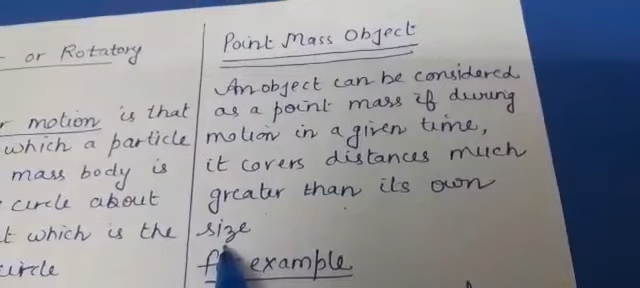 or Rotatory
motion is that
which a particle
mass body is
circle about
which is the
circle
Point Mass Object
An object can be considered
as a point mass if during
motion in a given time,
it covers distances much
greater than its own
size
example